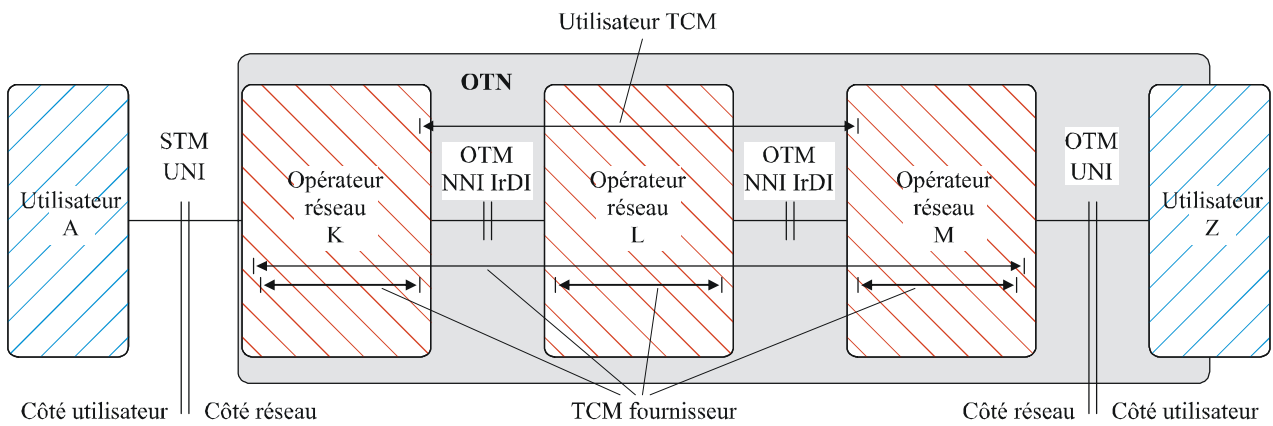 Utilisateur TCM
OTN
STM
UNI
OTM
NNI IrDI
OTM
NNI IrDI
OTM
UNI
Utilisateur
A
Opérateur
réseau
K
Opérateur
réseau
L
Opérateur
réseau
M
Utilisateur
Z
Côté utilisateur
Côté réseau
TCM fournisseur
Côté réseau
Côté utilisateur